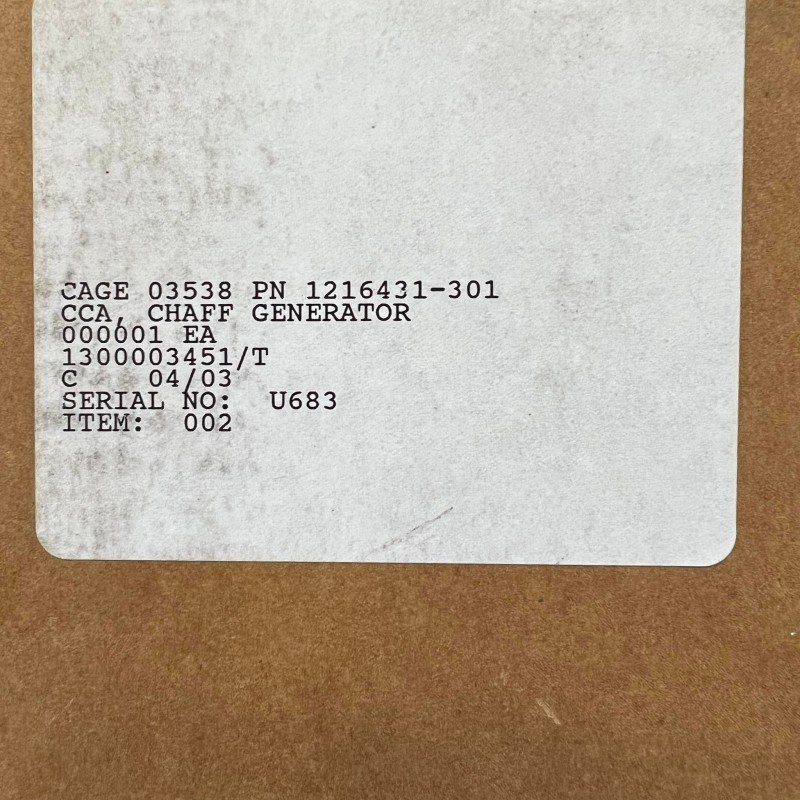 CAGE 03538 PN 1216431-301
CCA, CHAFF GENERATOR
000001 EA
1300003451/T
C    04/03
SERIAL NO:  U683
ITEM:  002